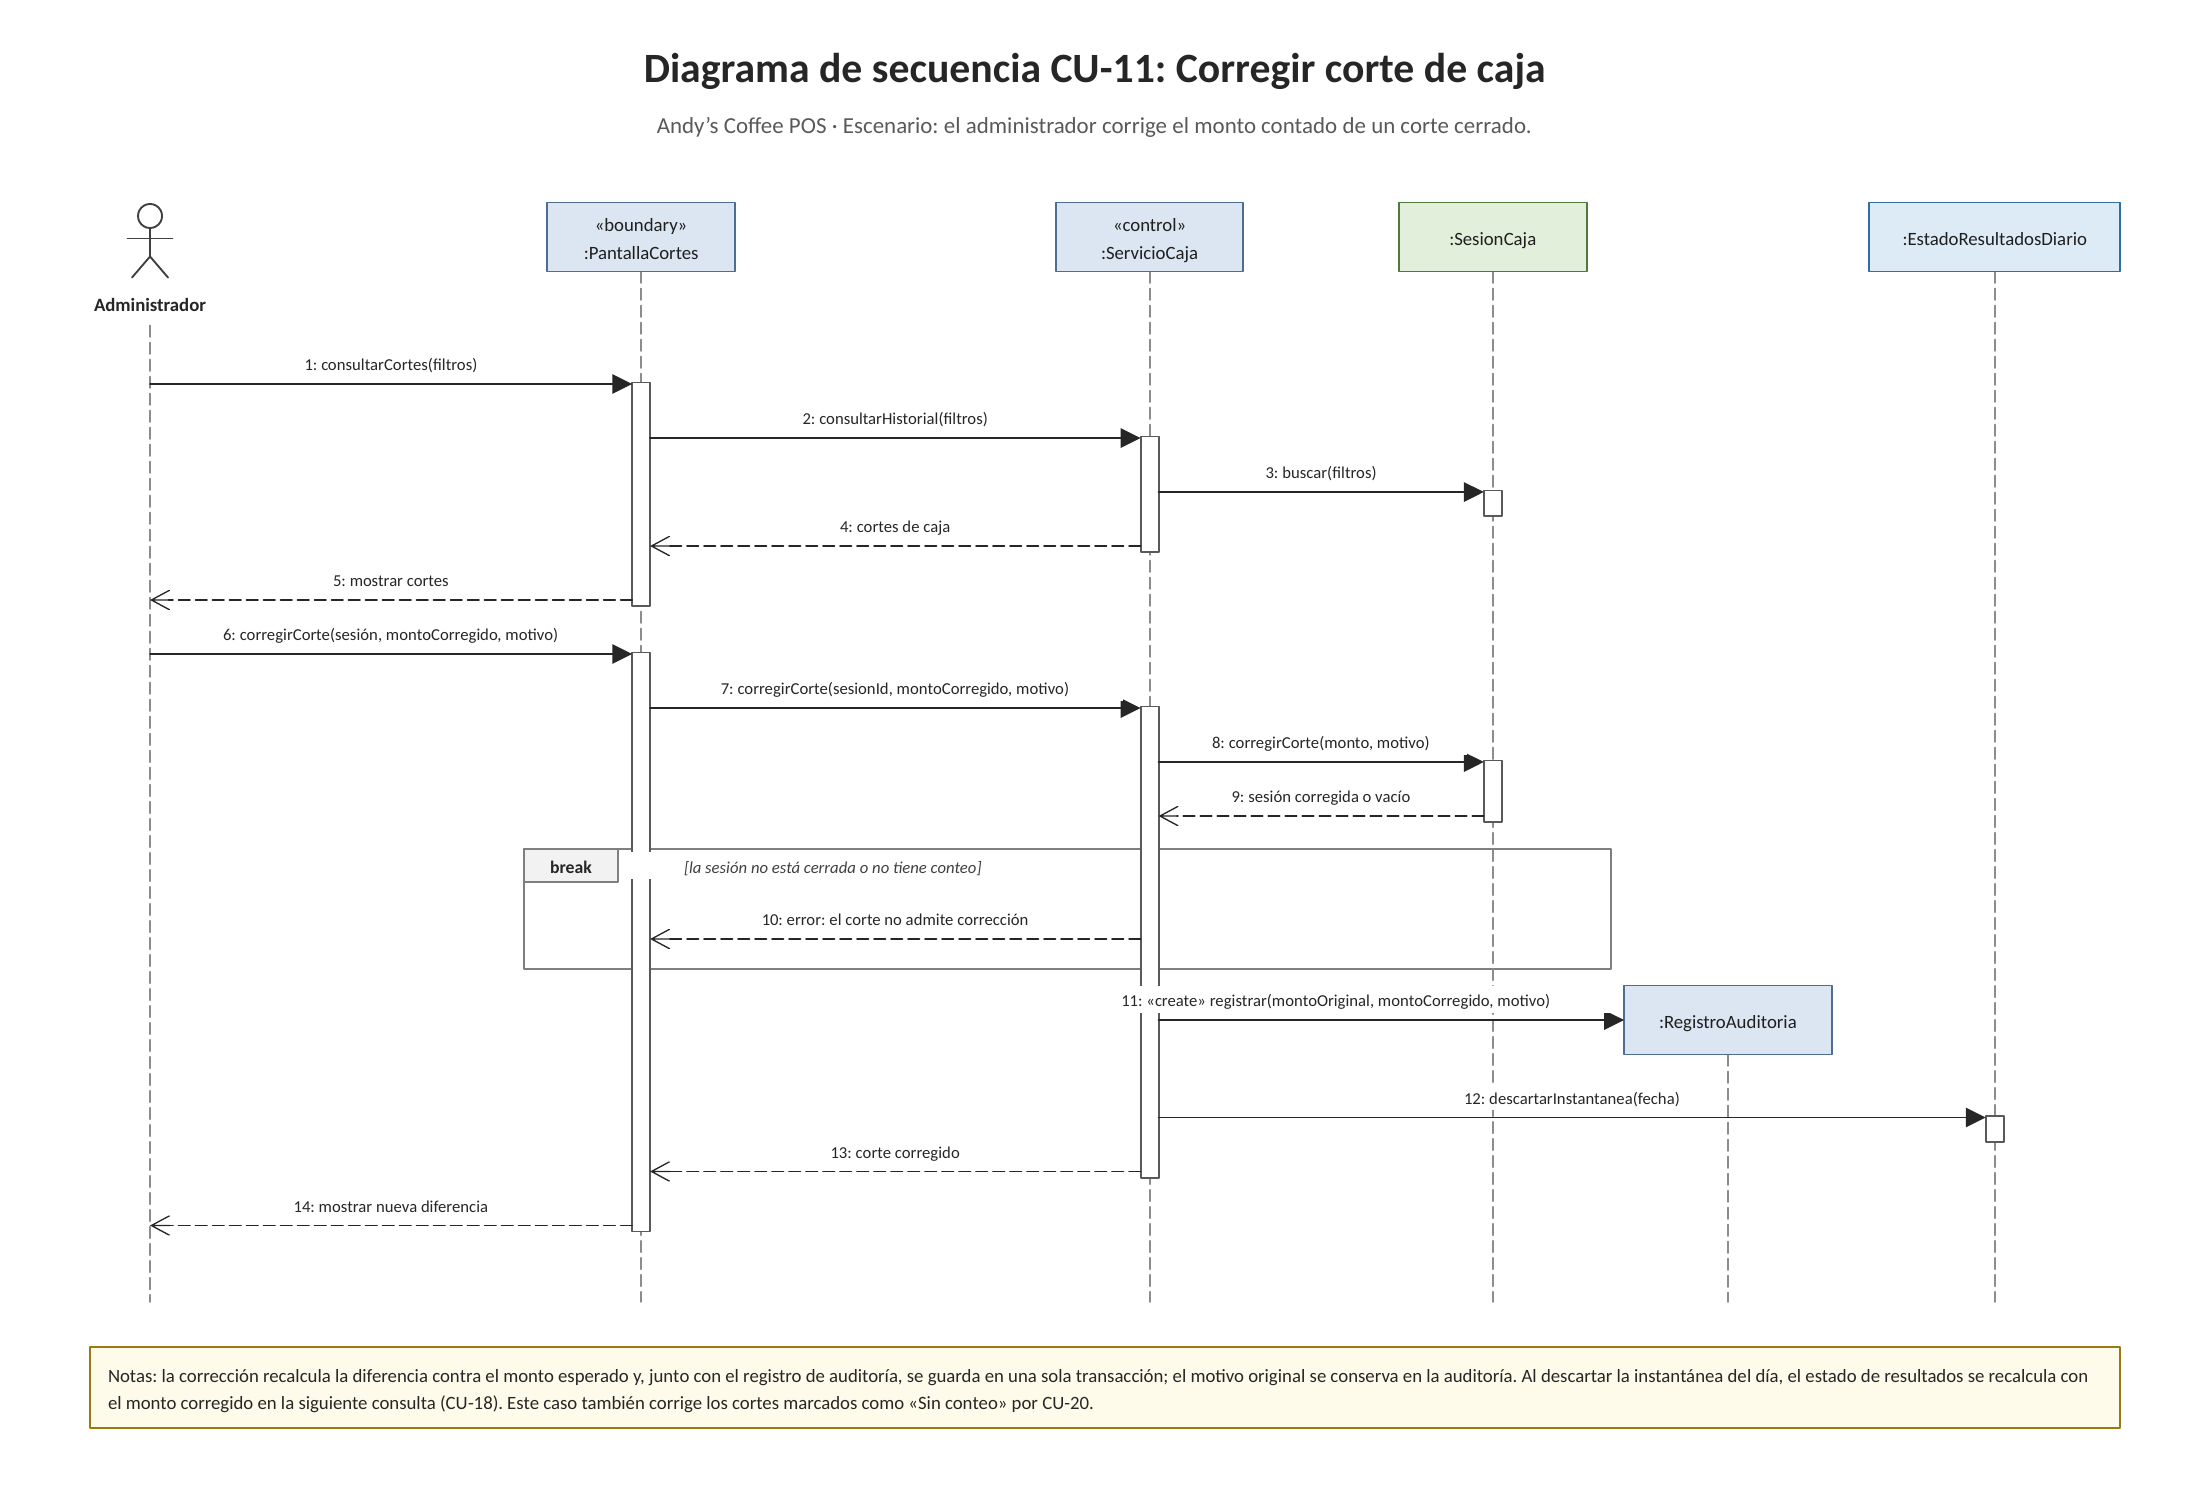 Diagrama de secuencia CU-11: Corregir corte de caja
Andy’s Coffee POS · Escenario: el administrador corrige el monto contado de un corte cerrado.
Administrador
«boundary»
:PantallaCortes
«control»
:ServicioCaja
:SesionCaja
:EstadoResultadosDiario
1: consultarCortes(filtros)
2: consultarHistorial(filtros)
3: buscar(filtros)
4: cortes de caja
5: mostrar cortes
6: corregirCorte(sesión, montoCorregido, motivo)
7: corregirCorte(sesionId, montoCorregido, motivo)
8: corregirCorte(monto, motivo)
9: sesión corregida o vacío
break
[la sesión no está cerrada o no tiene conteo]
10: error: el corte no admite corrección
11: «create» registrar(montoOriginal, montoCorregido, motivo)
:RegistroAuditoria
12: descartarInstantanea(fecha)
13: corte corregido
14: mostrar nueva diferencia
Notas: la corrección recalcula la diferencia contra el monto esperado y, junto con el registro de auditoría, se guarda en una sola transacción; el motivo original se conserva en la auditoría. Al descartar la instantánea del día, el estado de resultados se recalcula con
el monto corregido en la siguiente consulta (CU-18). Este caso también corrige los cortes marcados como «Sin conteo» por CU-20.